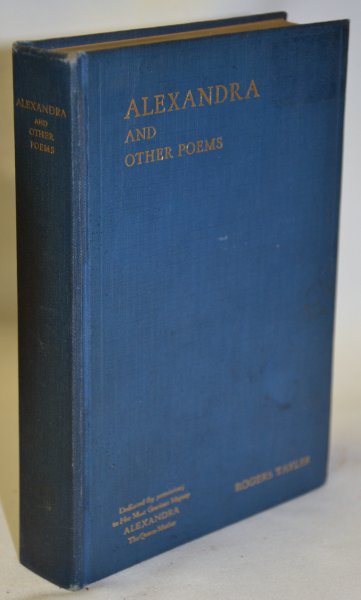 ALEXANDRA
AND
OTHER
POEMS
ALEXANDRA
AND
OTHER POEMS
Dedicated (by permission)
to Her Most Gracious Majesty
ALEXANDRA
The Queen Mother
ROGERS